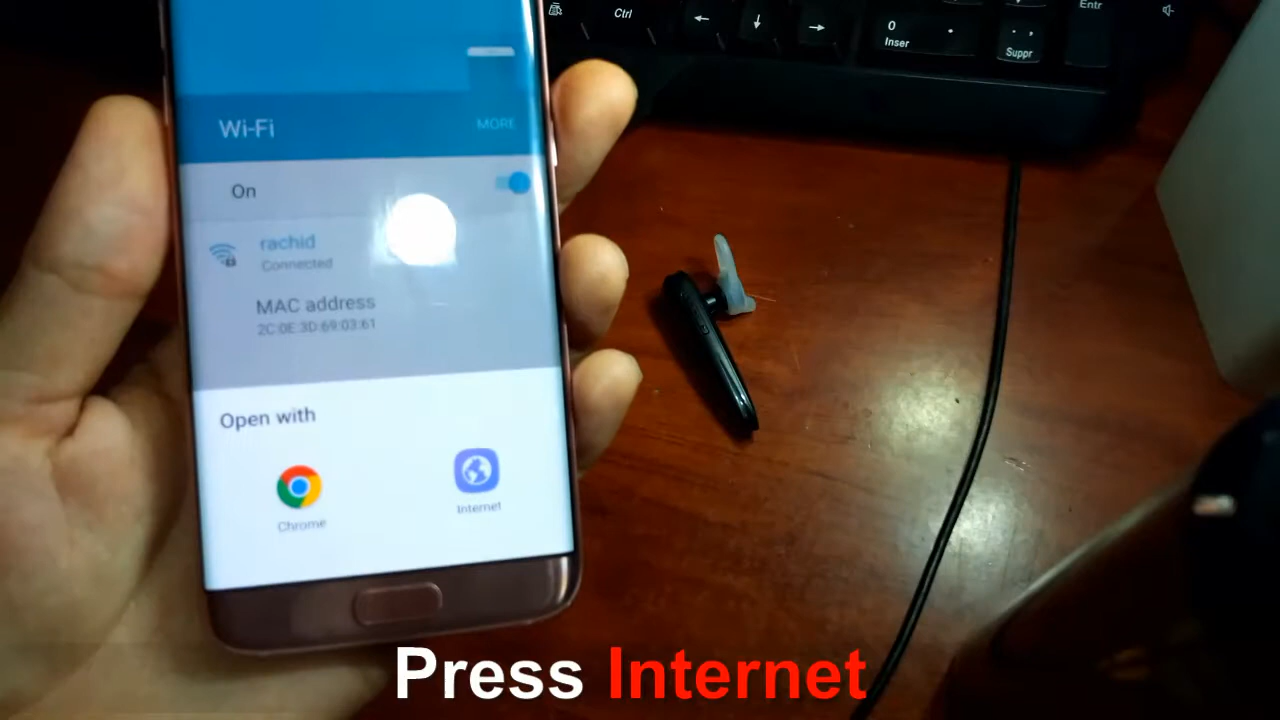 Ctrl
←
↓
→
0
Inser
.
Suppr
Entr
Wi-Fi
MORE
On
rachid
Connected
MAC address
2C:0E:3D:69:03:61
Open with
Chrome
Internet
Press Internet